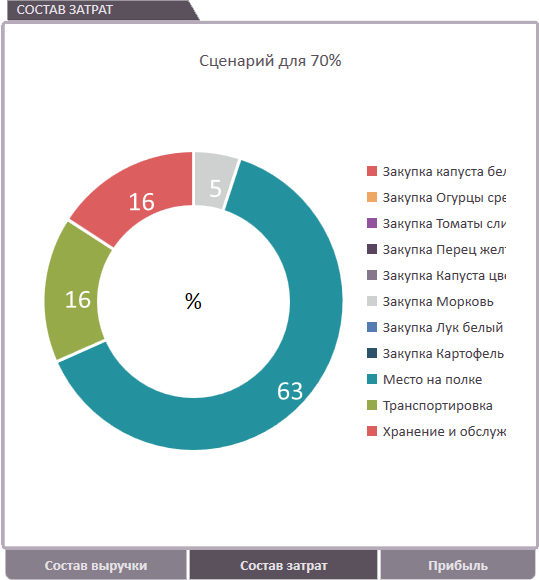 СОСТАВ ЗАТРАТ
Сценарий для 70%
5
16
16
%
63
Закупка капуста бел
Закупка Огурцы сре
Закупка Томаты сли
Закупка Перец желт
Закупка Капуста цве
Закупка Морковь
Закупка Лук белый
Закупка Картофель
Место на полке
Транспортировка
Хранение и обслуж
Состав выручки
Состав затрат
Прибыль